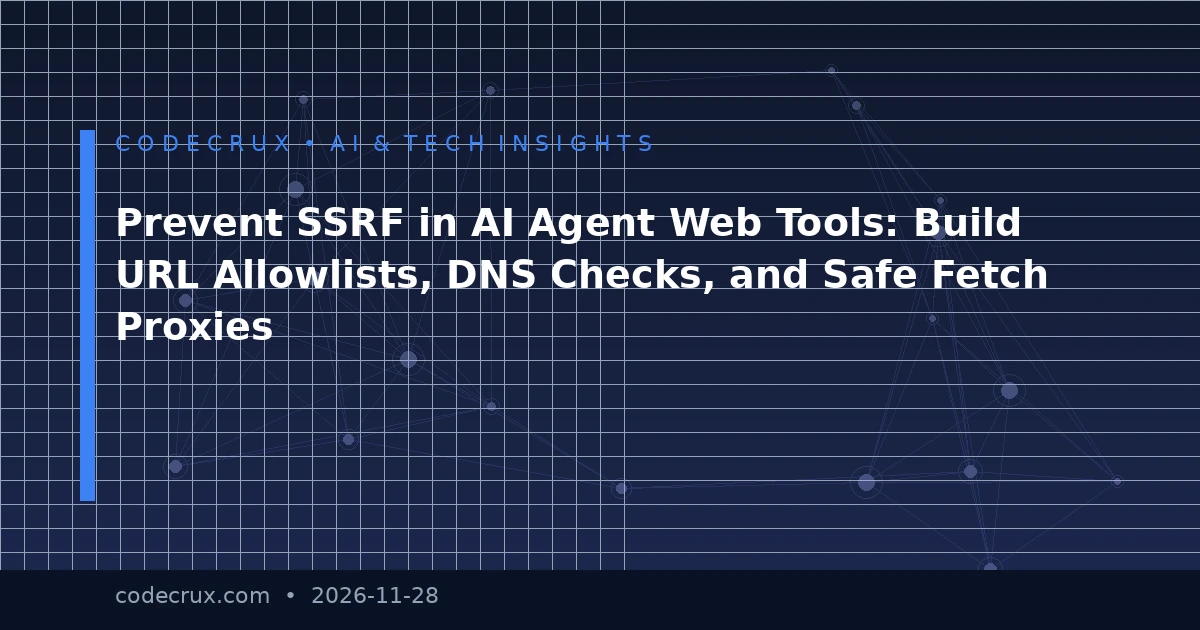 CODECRUX • AI & TECH INSIGHTS
Prevent SSRF in AI Agent Web Tools: Build
URL Allowlists, DNS Checks, and Safe Fetch
Proxies
codecrux.com • 2026-11-28